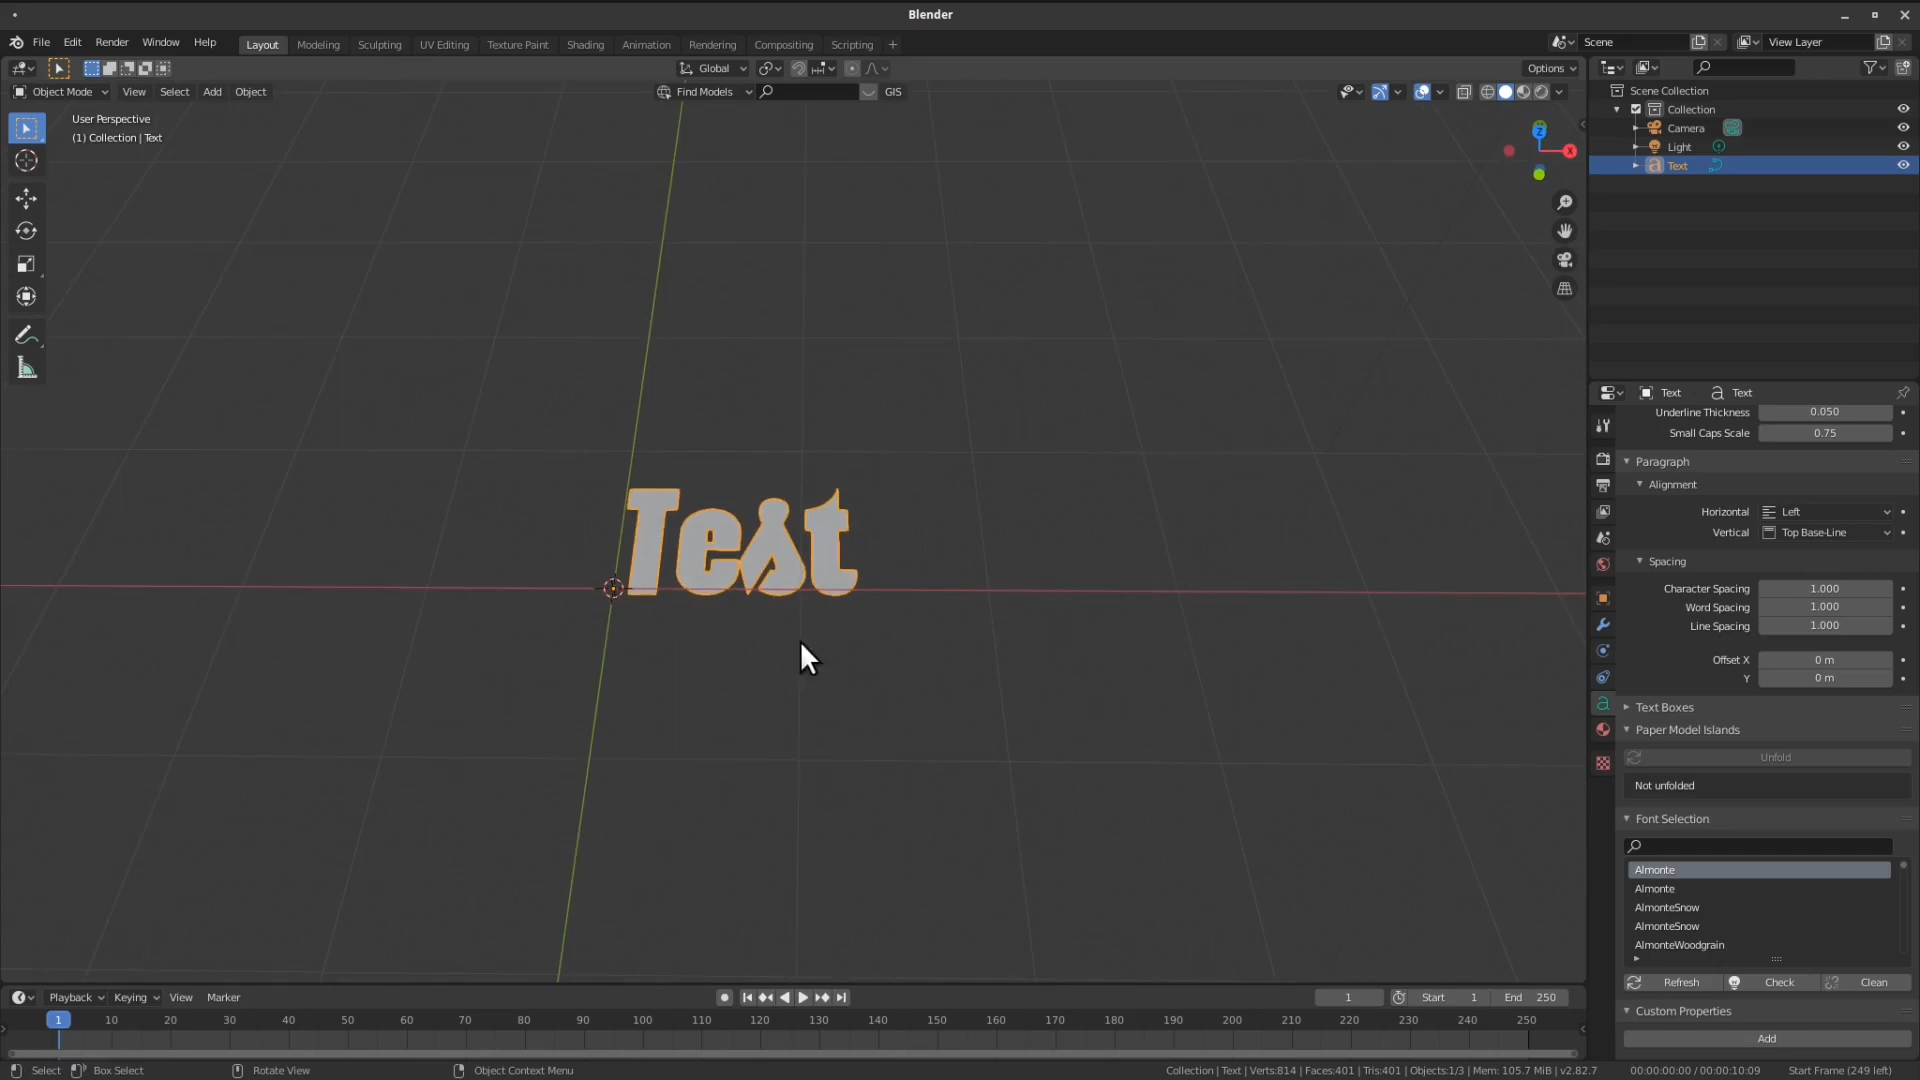 Blender
File Edit Render Window Help Layout Modeling Sculpting UV Editing Texture Paint Shading Animation Rendering Compositing Scripting + Scene View Layer
Global Options
Object Mode View Select Add Object Find Models GIS
User Perspective
(1) Collection | Text
Z
X
Test
Scene Collection
Collection
Camera
Light
Text
Text Text
Underline Thickness 0.050
Small Caps Scale 0.75
Paragraph
Alignment
Horizontal Left
Vertical Top Base-Line
Spacing
Character Spacing 1.000
Word Spacing 1.000
Line Spacing 1.000
Offset X 0 m
Y 0 m
Text Boxes
Paper Model Islands
Unfold
Not unfolded
Font Selection
Almonte
Almonte
AlmonteSnow
AlmonteSnow
AlmonteWoodgrain
Refresh Check Clean
Custom Properties
Add
Playback Keying View Marker 1 Start 1 End 250
1 10 20 30 40 50 60 70 80 90 100 110 120 130 140 150 160 170 180 190 200 210 220 230 240 250
Select Box Select Rotate View Object Context Menu Collection | Text | Verts:814 | Faces:401 | Tris:401 | Objects:1/3 | Mem: 105.7 MiB | v2.82.7 00:00:00:00 / 00:00:10:09 Start Frame (249 left)